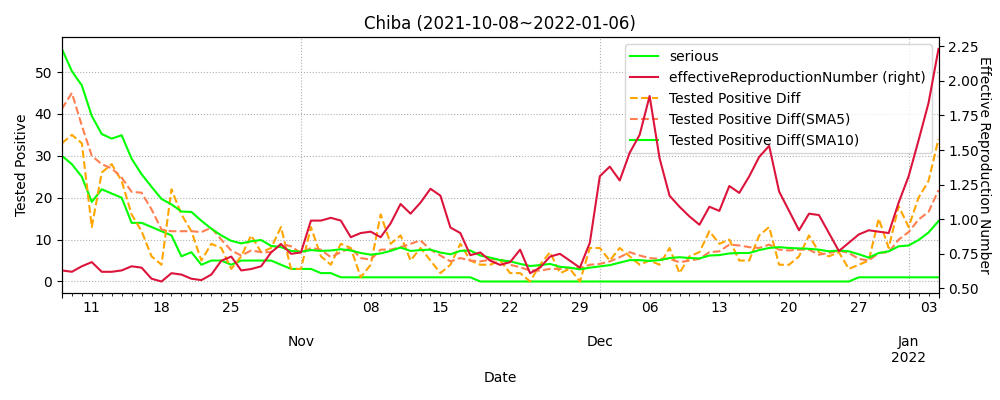 Chiba (2021-10-08~2022-01-06)
serious
effectiveReproductionNumber (right)
Tested Positive Diff
Tested Positive Diff(SMA5)
Tested Positive Diff(SMA10)
Tested Positive
50
40
30
20
10
0
2.25
2.00
1.75
1.50
1.25
1.00
0.75
0.50
Effective Reproduction Number
11 18 25 08 15 22 29 06 13 20 27 03
Nov Dec Jan
2022
Date